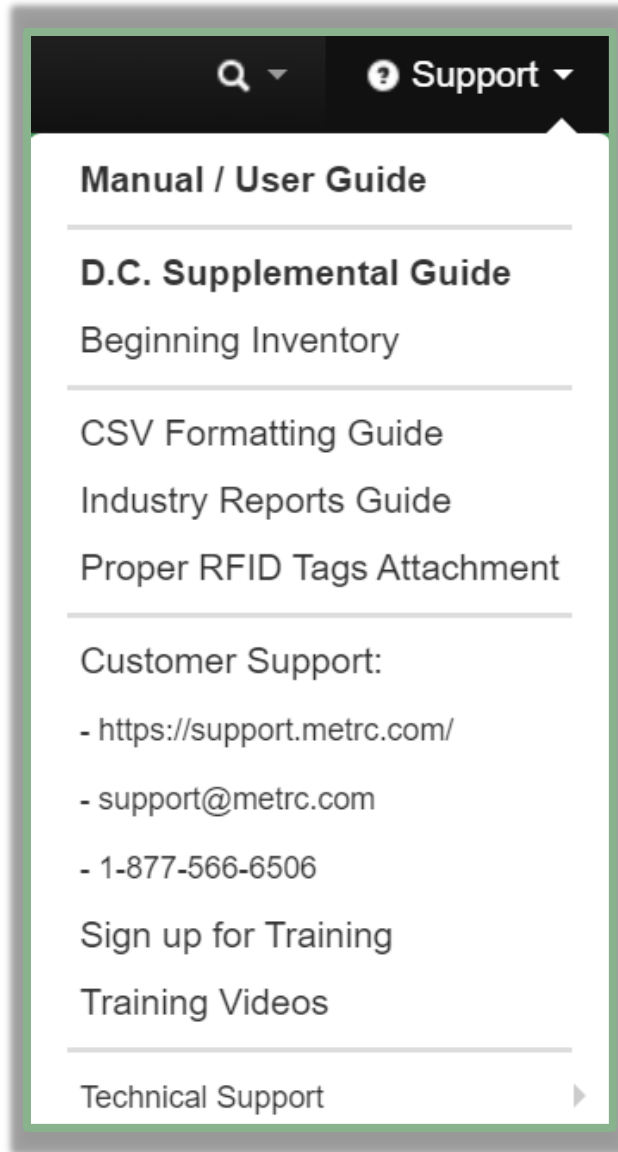 Support
Manual / User Guide
D.C. Supplemental Guide
Beginning Inventory
CSV Formatting Guide
Industry Reports Guide
Proper RFID Tags Attachment
Customer Support:
- https://support.metrc.com/
- support@metrc.com
- 1-877-566-6506
Sign up for Training
Training Videos
Technical Support